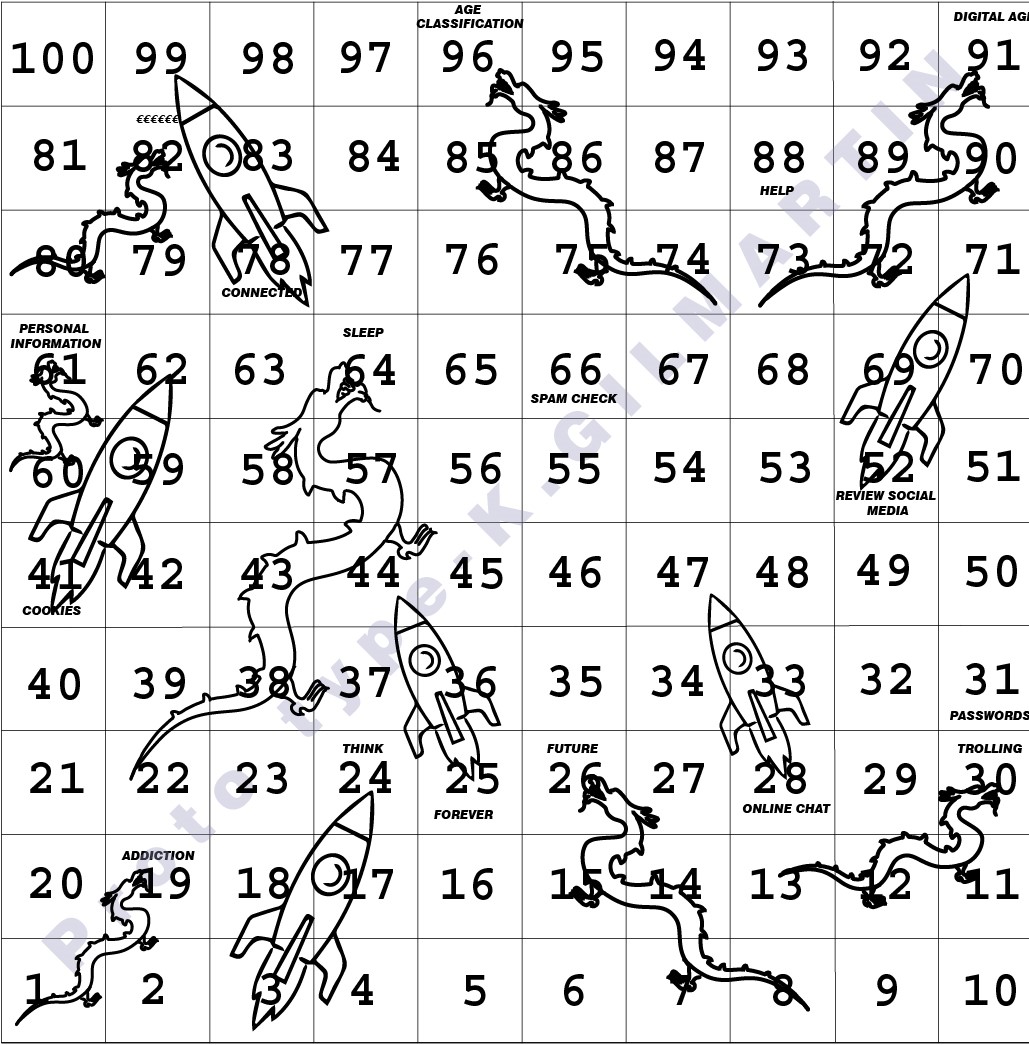 AGE
CLASSIFICATION
DIGITAL AGE
100 99 98 97 96 95 94 93 92 91
€€€€€€
81 82 83 84 85 86 87 88 89 90
HELP
80 79 78 77 76 75 74 73 72 71
CONNECTED
PERSONAL
INFORMATION
SLEEP
61 62 63 64 65 66 67 68 69 70
SPAM CHECK
60 59 58 57 56 55 54 53 52 51
REVIEW SOCIAL
MEDIA
41 42 43 44 45 46 47 48 49 50
COOKIES
40 39 38 37 36 35 34 33 32 31
PASSWORDS
THINK
FUTURE
TROLLING
21 22 23 24 25 26 27 28 29 30
FOREVER
ONLINE CHAT
ADDICTION
20 19 18 17 16 15 14 13 12 11
1 2 3 4 5 6 7 8 9 10
Prototype-K.GILMARTIN